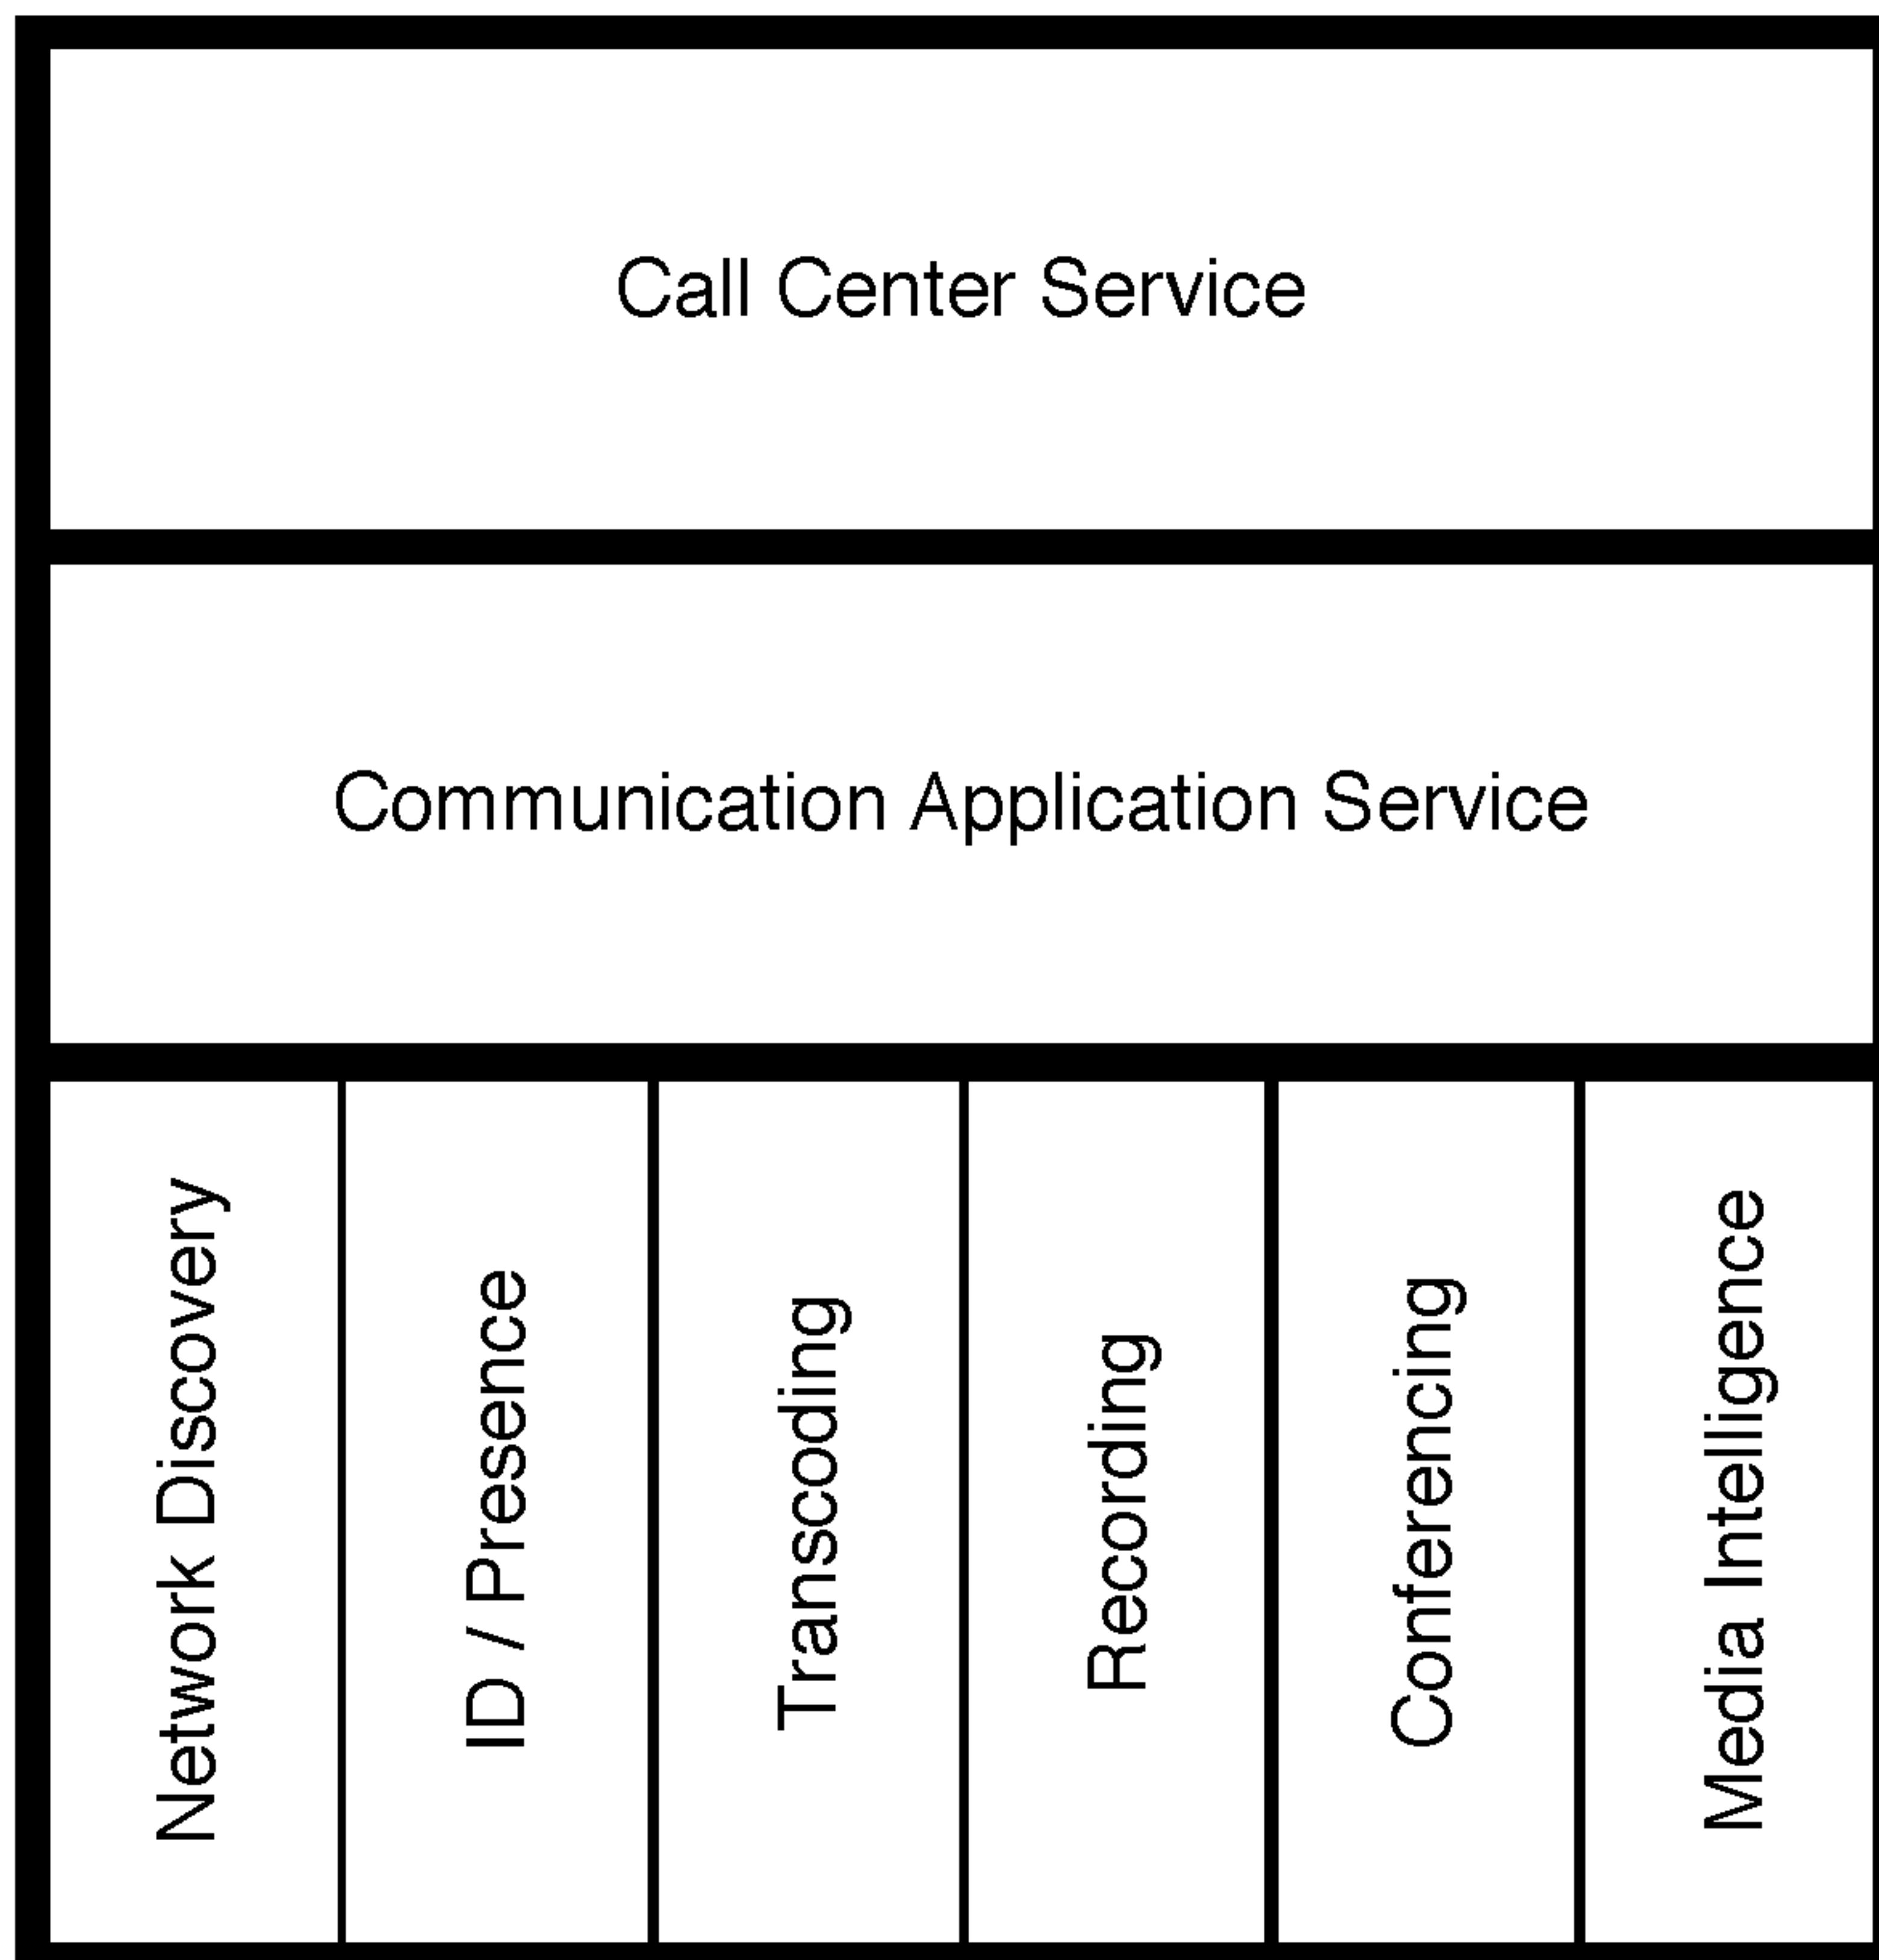 Call Center Service
Communication Application Service
Network Discovery
ID / Presence
Transcoding
Recording
Conferencing
Media Intelligence